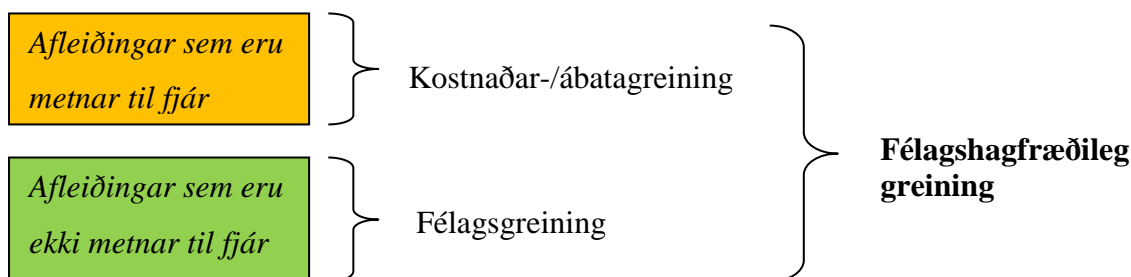 Afleiðingar sem eru
metnar til fjár
Kostnaðar-/ábatagreining
Afleiðingar sem eru
ekki metnar til fjár
Félagsgreining
Félagshagfræðileg
greining